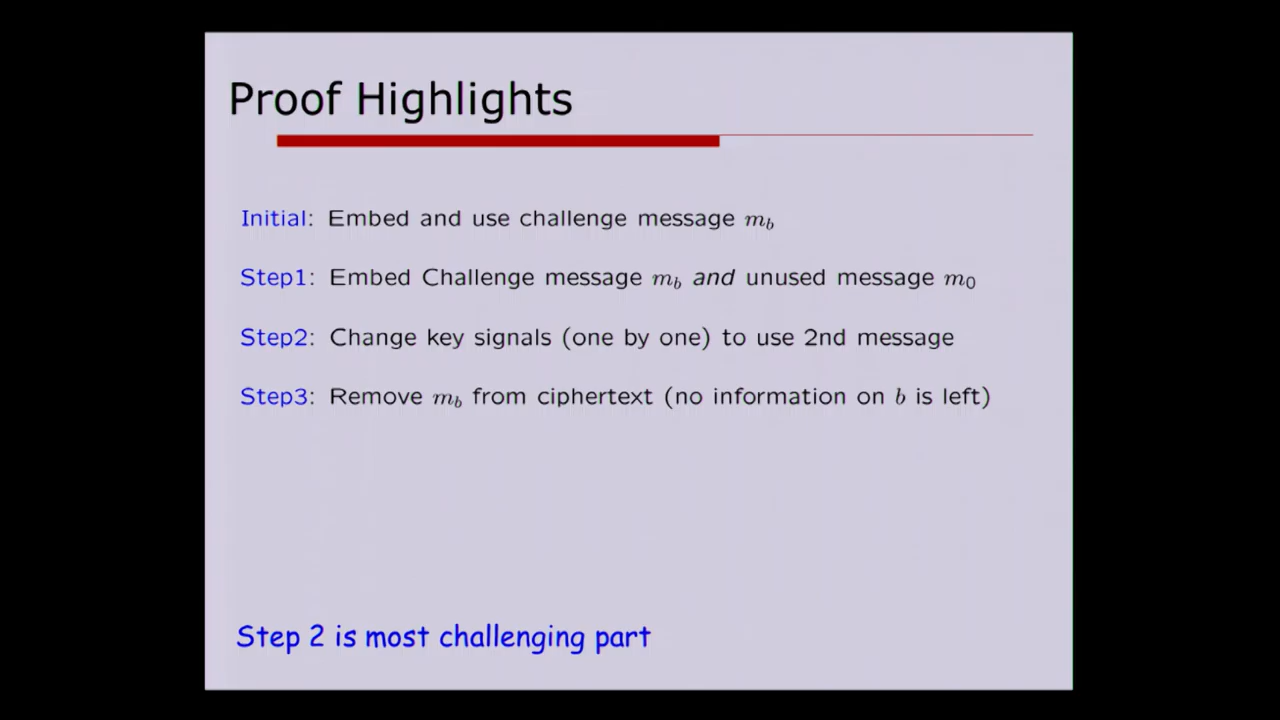 Proof Highlights
Initial: Embed and use challenge message m_b
Step1: Embed Challenge message m_b and unused message m_0
Step2: Change key signals (one by one) to use 2nd message
Step3: Remove m_b from ciphertext (no information on b is left)
Step 2 is most challenging part